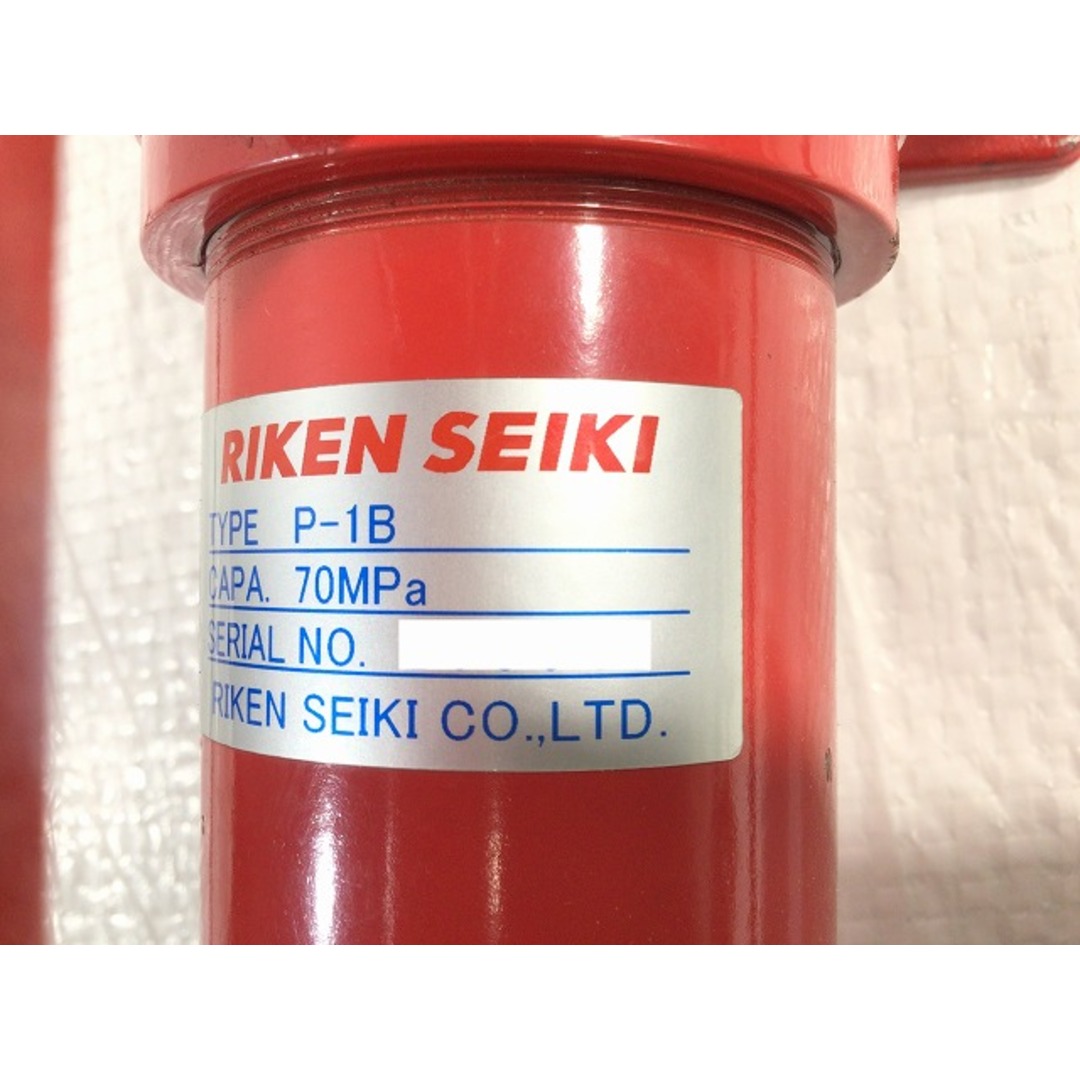 RIKEN SEIKI
TYPE P-1B
CAPA. 70MPa
SERIAL NO.
RIKEN SEIKI CO.,LTD.